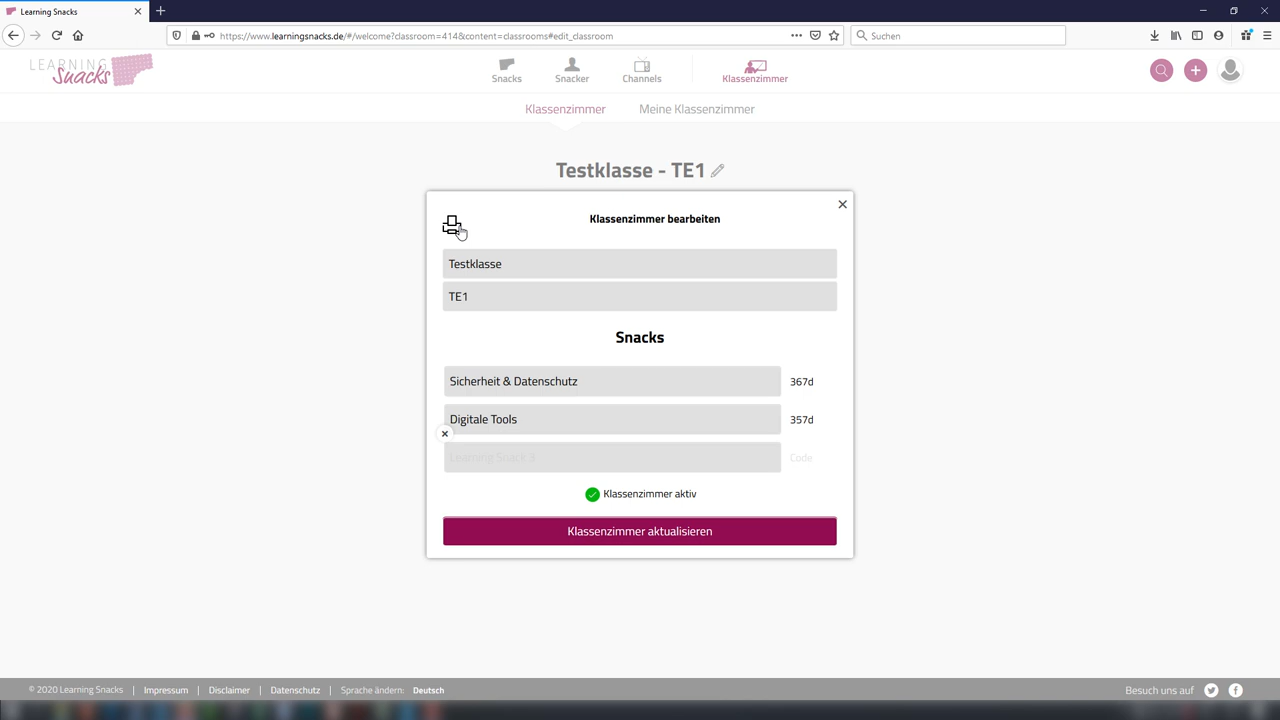 Learning Snacks
https://www.learningsnacks.de/#/welcome?classroom=414&content=classrooms#edit_classroom
Suchen
LEARNING
Snacks
Snacks
Snacker
Channels
Klassenzimmer
Klassenzimmer
Meine Klassenzimmer
Testklasse - TE1
Klassenzimmer bearbeiten
Testklasse
TE1
Snacks
Sicherheit & Datenschutz
367d
Digitale Tools
357d
Learning Snack 3
Code
Klassenzimmer aktiv
Klassenzimmer aktualisieren
© 2020 Learning Snacks | Impressum | Disclaimer | Datenschutz | Sprache ändern: Deutsch
Besuch uns auf